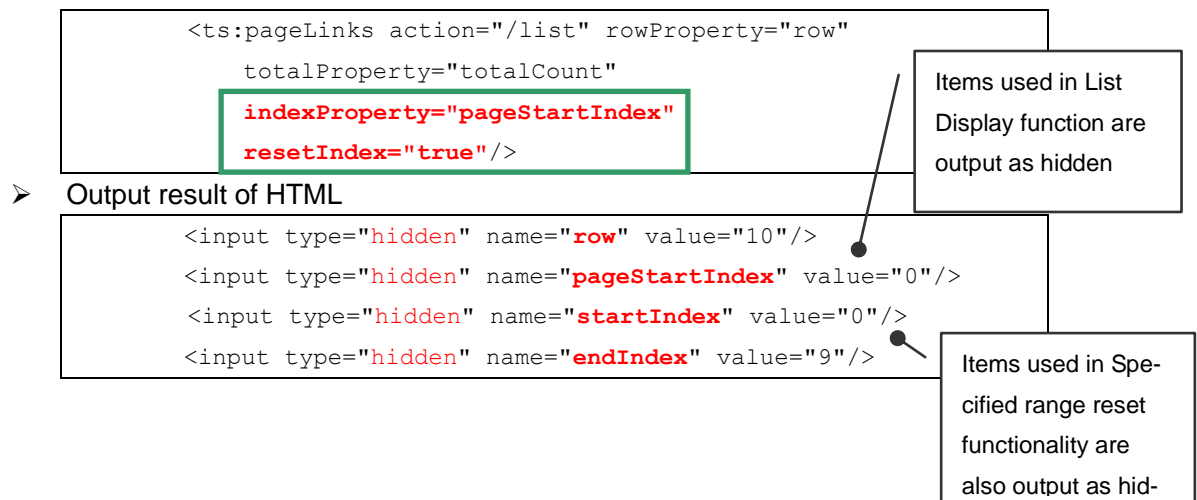 <ts:pageLinks action="/list" rowProperty="row"
totalProperty="totalCount"
indexProperty="pageStartIndex"
resetIndex="true"/>
Items used in List
Display function are
output as hidden
➢ Output result of HTML
<input type="hidden" name="row" value="10"/>
<input type="hidden" name="pageStartIndex" value="0"/>
<input type="hidden" name="startIndex" value="0"/>
<input type="hidden" name="endIndex" value="9"/>
Items used in Spe-
cified range reset
functionality are
also output as hid-